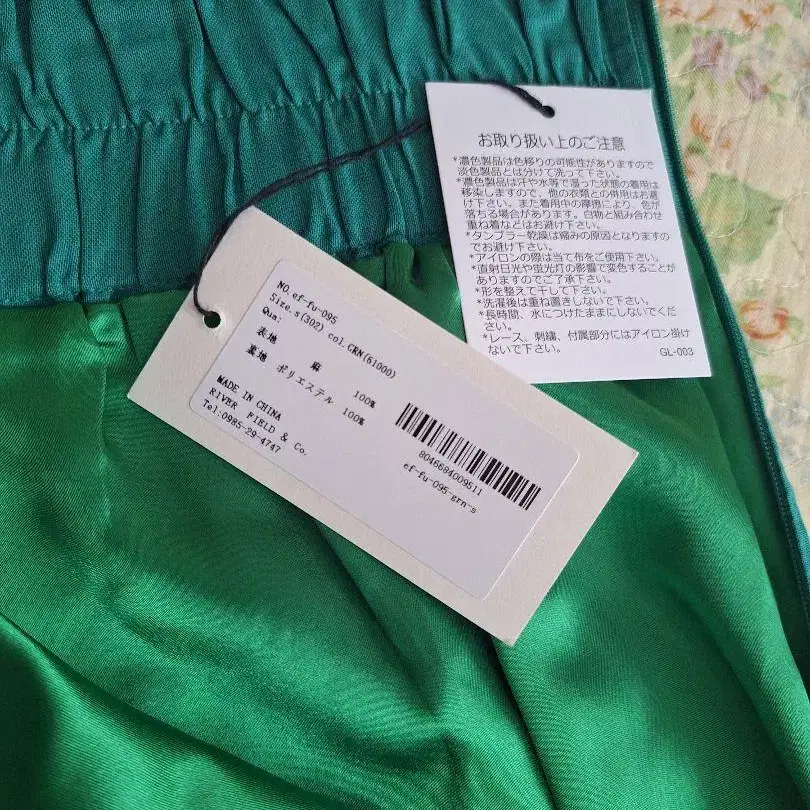 お取り扱い上のご注意
*濃色製品は色移りの可能性がありますので
淡色製品とは分けて洗って下さい。
*濃色製品は汗や水等で湿った状態の着用は
移染しますので、他の衣類との併用はお避
け下さい。また着用中の摩擦により、色が
落ちる場合があります。白物と組み合わせ
重ね着などはお避け下さい。
*タンブラー乾燥は縮みの原因となりますの
でお避け下さい。
*アイロンの際は当て布をご使用下さい。
*直射日光や蛍光灯の影響で変色することが
ありますのでご了承下さい。
*形を整えて干して下さい。
*洗濯後は重ね置きしないで下さい。
*長時間、水につけたままにしないでくだ
さい。
*レース、刺繍、付属部分にはアイロン掛け
しないで下さい。
GL-003
NO.ef-fu-095
Size.s(302) col.GRN(61000)
Qua:
表地 麻 100%
裏地 ポリエステル 100%
MADE IN CHINA
RIVER FIELD & Co.
Tel:0985-29-4747
8046684009511
ef-fu-095-grn-s